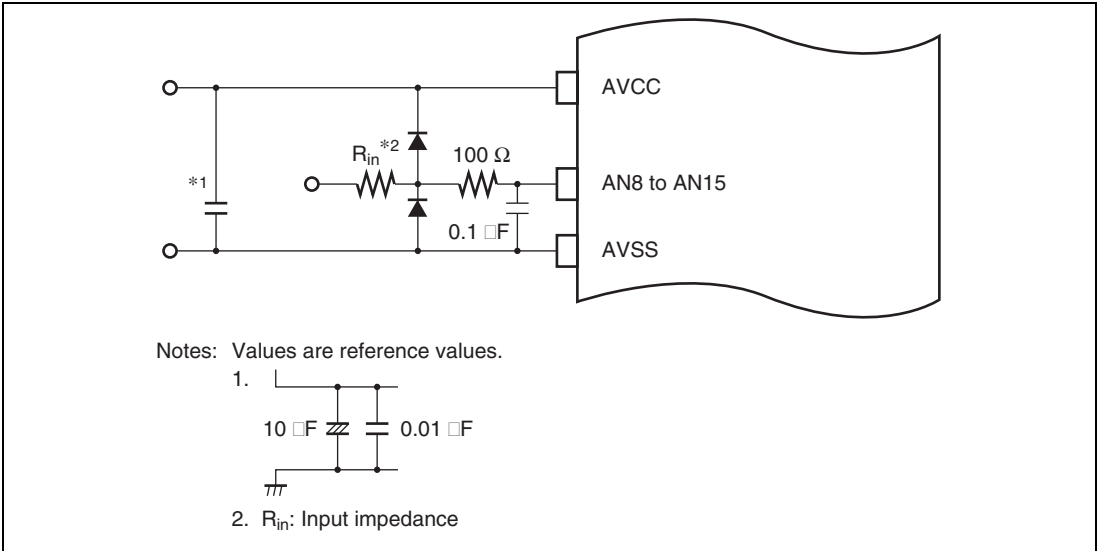 AVCC
Rin*2
100 Ω
*1
AN8 to AN15
0.1 □F
AVSS
Notes: Values are reference values.
1.
10 □F
0.01 □F
2. Rin: Input impedance